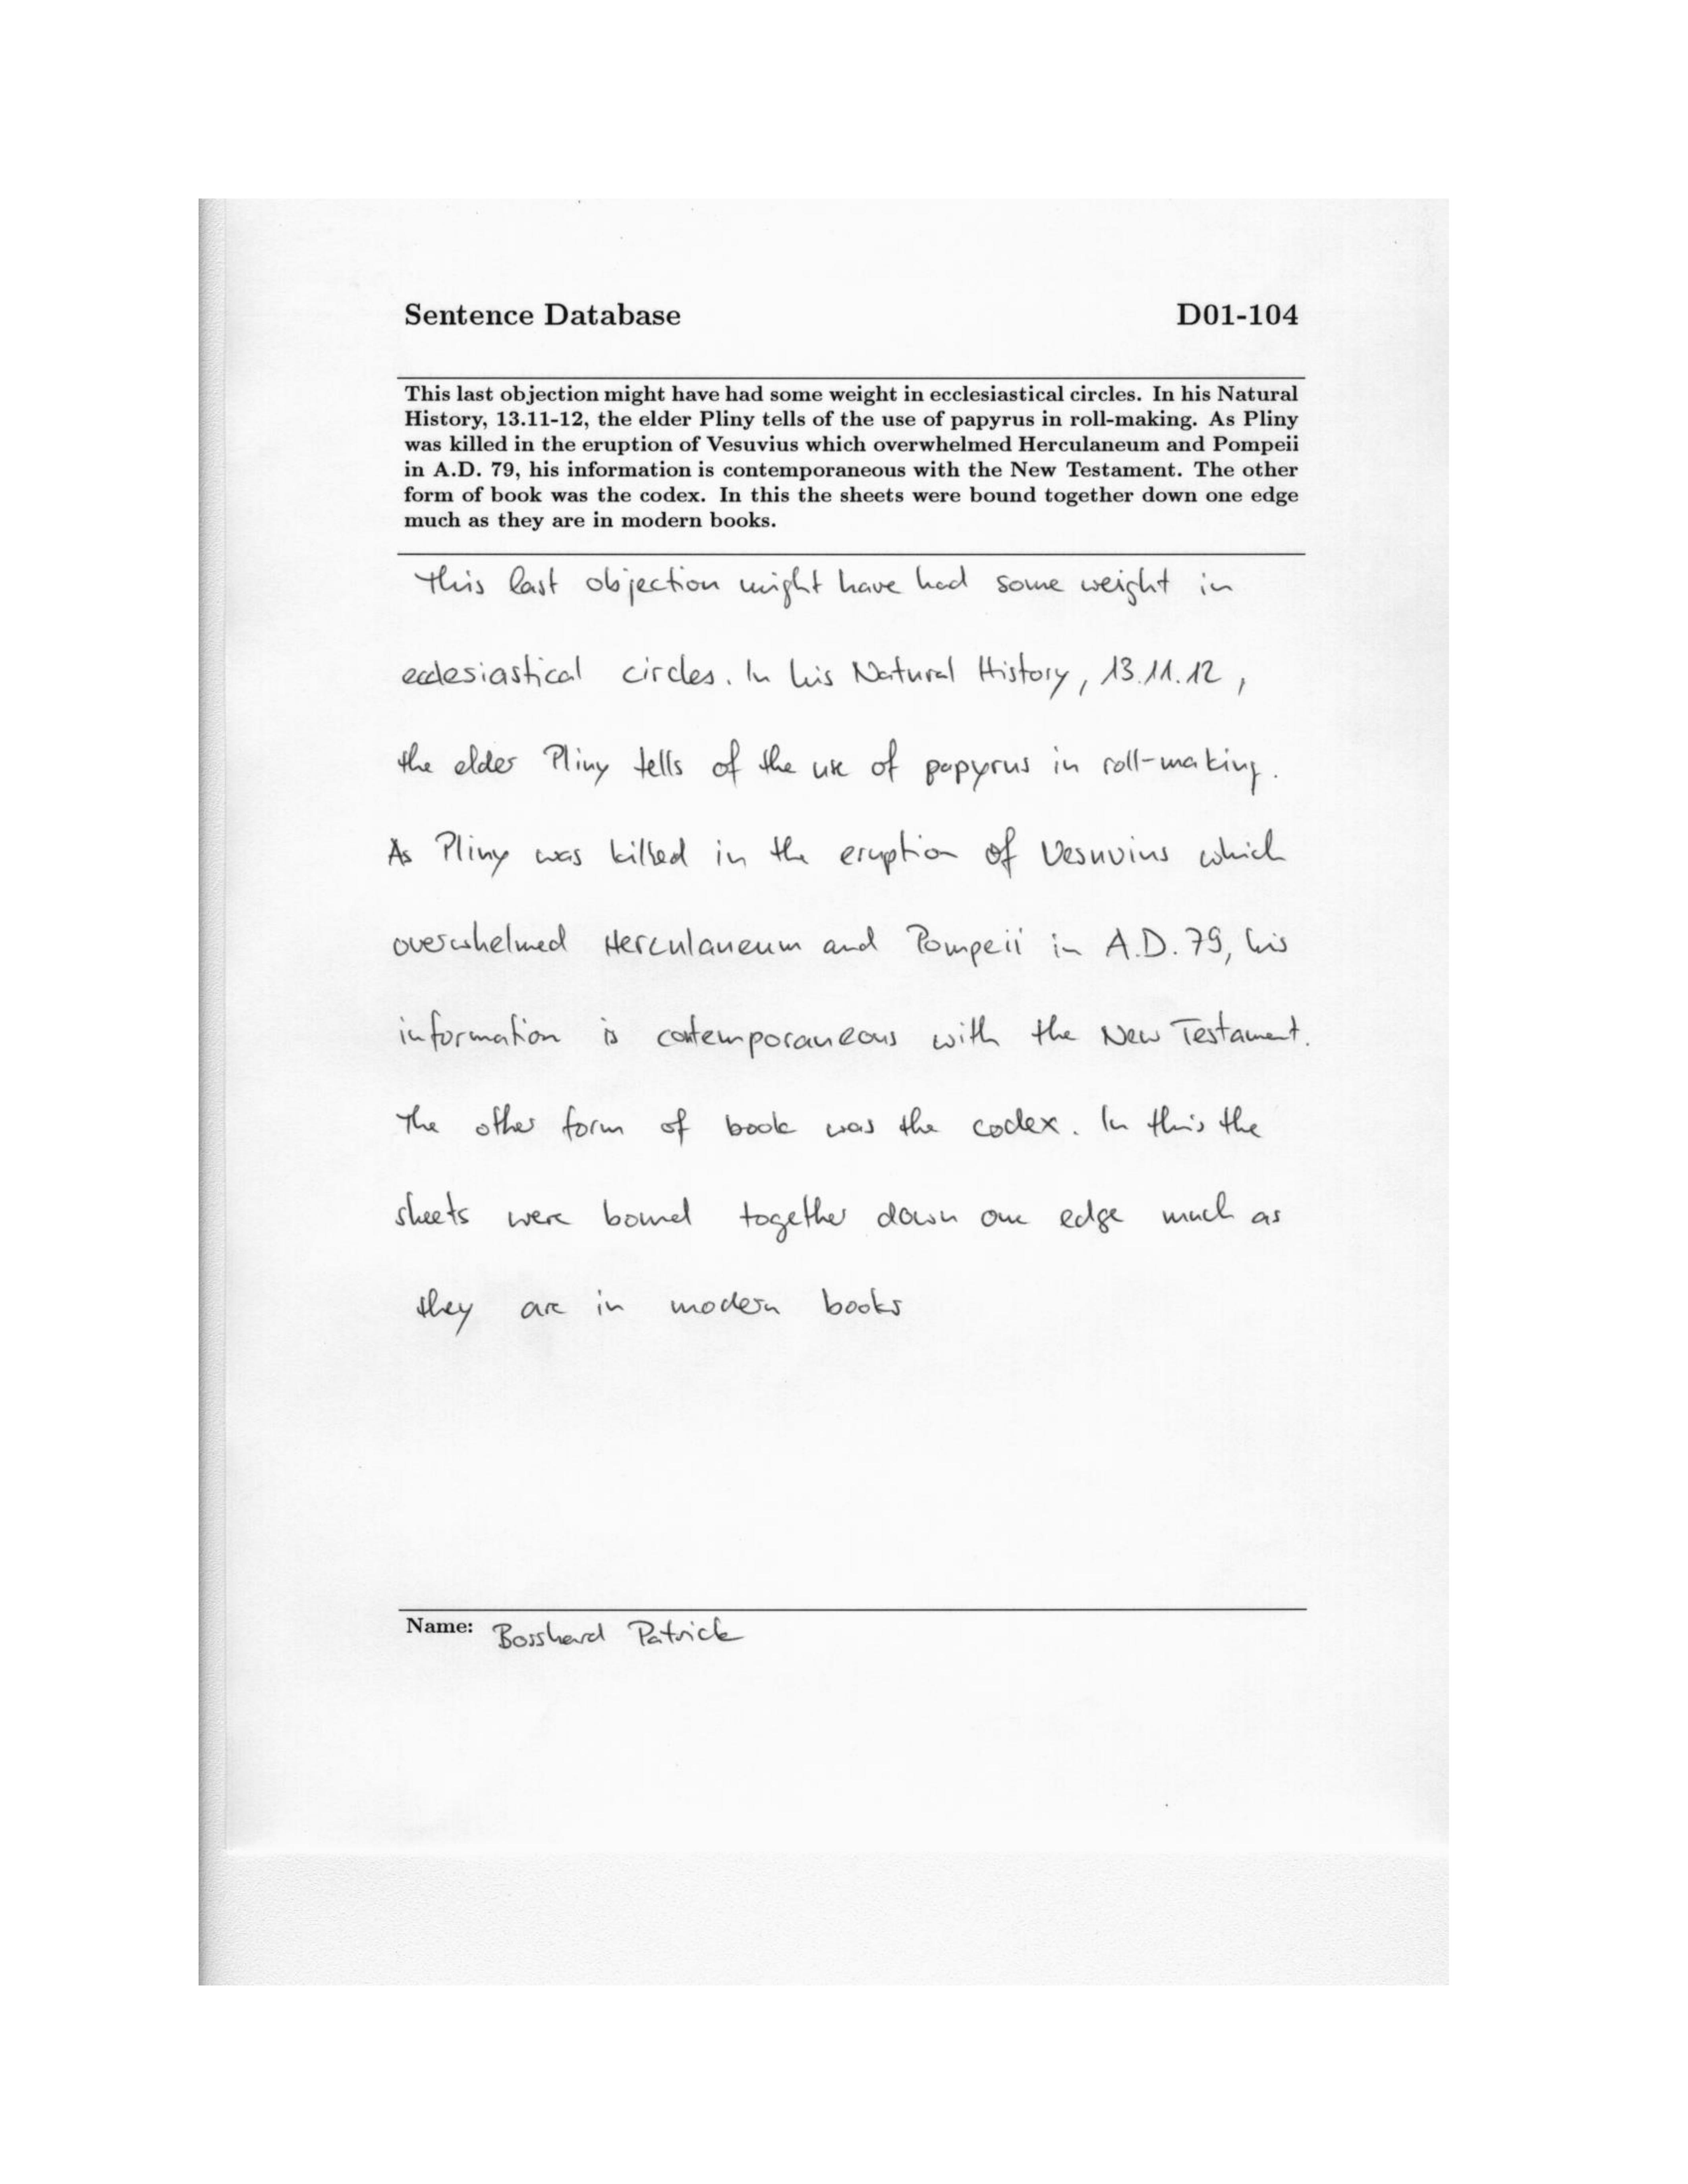 Sentence Database D01-104
This last objection might have had some weight in ecclesiastical circles. In his Natural
History, 13.11-12, the elder Pliny tells of the use of papyrus in roll-making. As Pliny
was killed in the eruption of Vesuvius which overwhelmed Herculaneum and Pompeii
in A.D. 79, his information is contemporaneous with the New Testament. The other
form of book was the codex. In this the sheets were bound together down one edge
much as they are in modern books.
This last objection might have had some weight in
ecclesiastical circles. In his Natural History, 13.11.12,
the elder Pliny tells of the use of papyrus in roll-making.
As Pliny was killed in the eruption of Vesuvius which
overwhelmed Herculaneum and Pompeii in A.D. 79, his
information is contemporaneous with the New Testament.
The other form of book was the codex. In this the
sheets were bound together down one edge much as
they are in modern books
Name: Bosshard Patrick